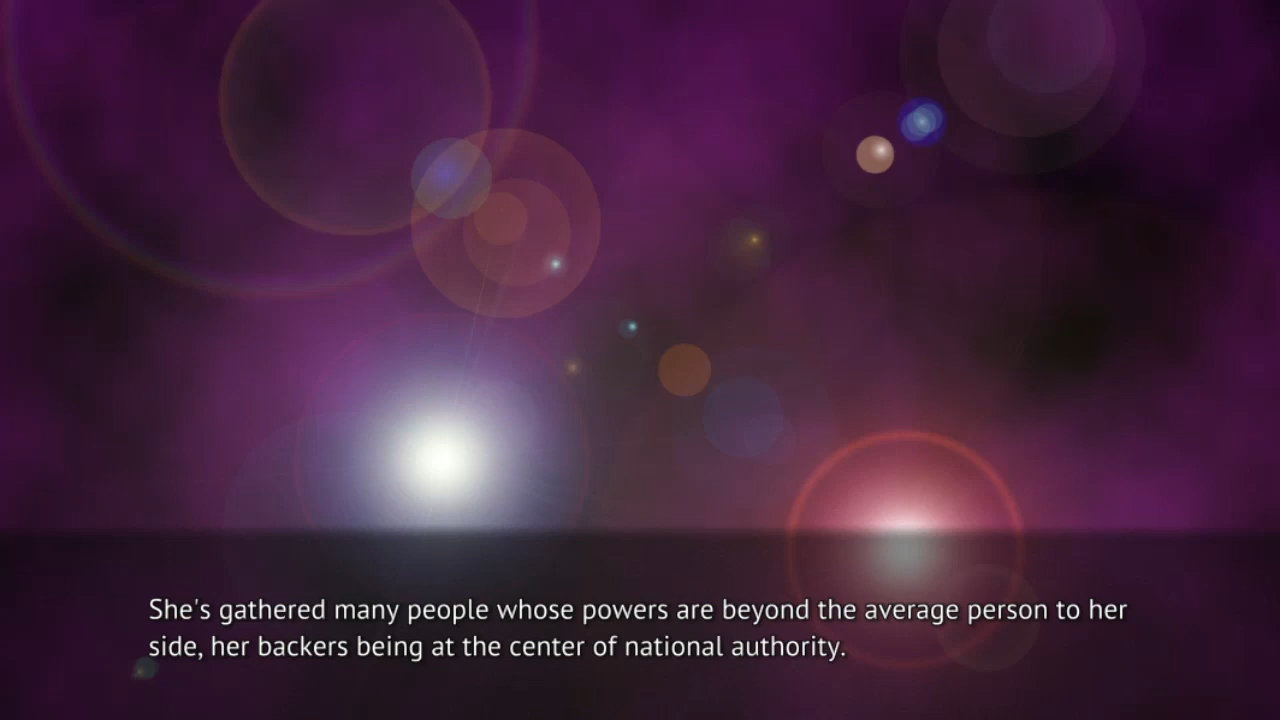 She's gathered many people whose powers are beyond the average person to her
side, her backers being at the center of national authority.